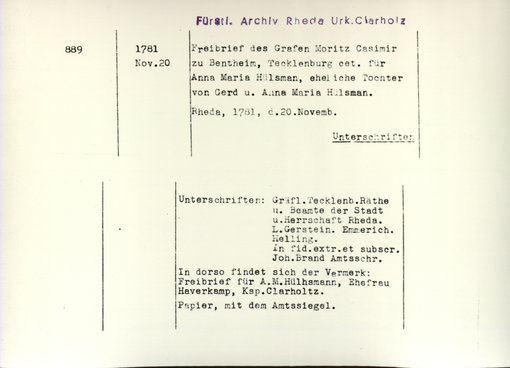 Fürstl. Archiv Rheda Urk.Clarholz
889
1781
Nov.20
Freibrief des Grafen Moritz Casimir
zu Bentheim, Tecklenburg cet. für
Anna Maria Hülsman, eheliche Tochter
von Gerd u. Anna Maria Hülsman.
Rheda, 1781, d.20.Novemb.
Unterschriften
Unterschriften: Gräfl.Tecklenb.Räthe
u. Beamte der Stadt
u.Herrschaft Rheda.
L.Gerstein. Emmerich.
Helling.
In fid.extr.et subscr.
Joh.Brand Amtsschr.
In dorso findet sich der Vermerk:
Freibrief für A.M.Hülhsmann, Ehefrau
Haverkamp, Ksp.Clarholtz.
Papier, mit dem Amtssiegel.